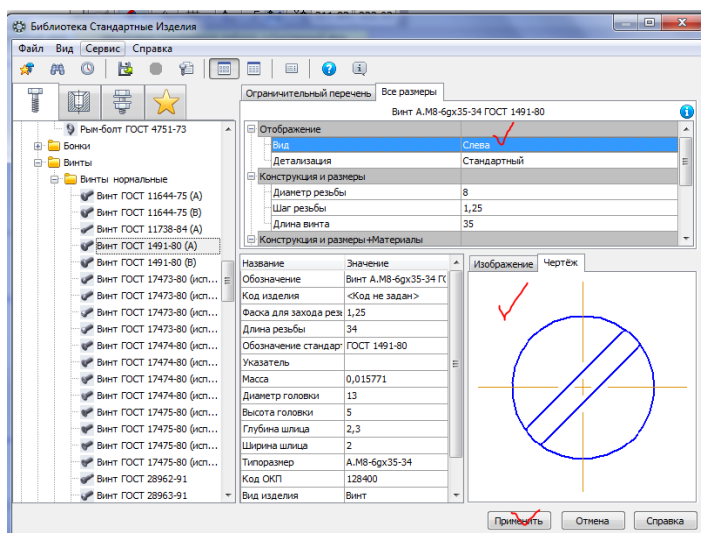 Библиотека Стандартные Изделия
Файл Вид Сервис Справка
Ограничительный перечень Все размеры
Винт А.М8-6gx35-34 ГОСТ 1491-80
Рым-болт ГОСТ 4751-73
Бонки
Винты
Винты нормальные
Винт ГОСТ 11644-75 (А)
Винт ГОСТ 11644-75 (В)
Винт ГОСТ 11738-84 (А)
Винт ГОСТ 1491-80 (А)
Винт ГОСТ 1491-80 (В)
Винт ГОСТ 17473-80 (исп...
Винт ГОСТ 17473-80 (исп...
Винт ГОСТ 17473-80 (исп...
Винт ГОСТ 17473-80 (исп...
Винт ГОСТ 17474-80 (исп...
Винт ГОСТ 17474-80 (исп...
Винт ГОСТ 17474-80 (исп...
Винт ГОСТ 17474-80 (исп...
Винт ГОСТ 17475-80 (исп...
Винт ГОСТ 17475-80 (исп...
Винт ГОСТ 17475-80 (исп...
Винт ГОСТ 17475-80 (исп...
Винт ГОСТ 28962-91
Винт ГОСТ 28963-91
Отображение
Вид Слева
Детализация Стандартный
Конструкция и размеры
Диаметр резьбы 8
Шаг резьбы 1,25
Длина винта 35
Конструкция и размеры+Материалы
Название Значение
Обозначение Винт А.М8-6gx35-34 ГО
Код изделия <Код не задан>
Фаска для захода резь 1,25
Длина резьбы 34
Обозначение стандар ГОСТ 1491-80
Указатель
Масса 0,015771
Диаметр головки 13
Высота головки 5
Глубина шлица 2,3
Ширина шлица 2
Типоразмер А.М8-6gx35-34
Код ОКП 128400
Вид изделия Винт
Изображение Чертёж
Применить Отмена Справка